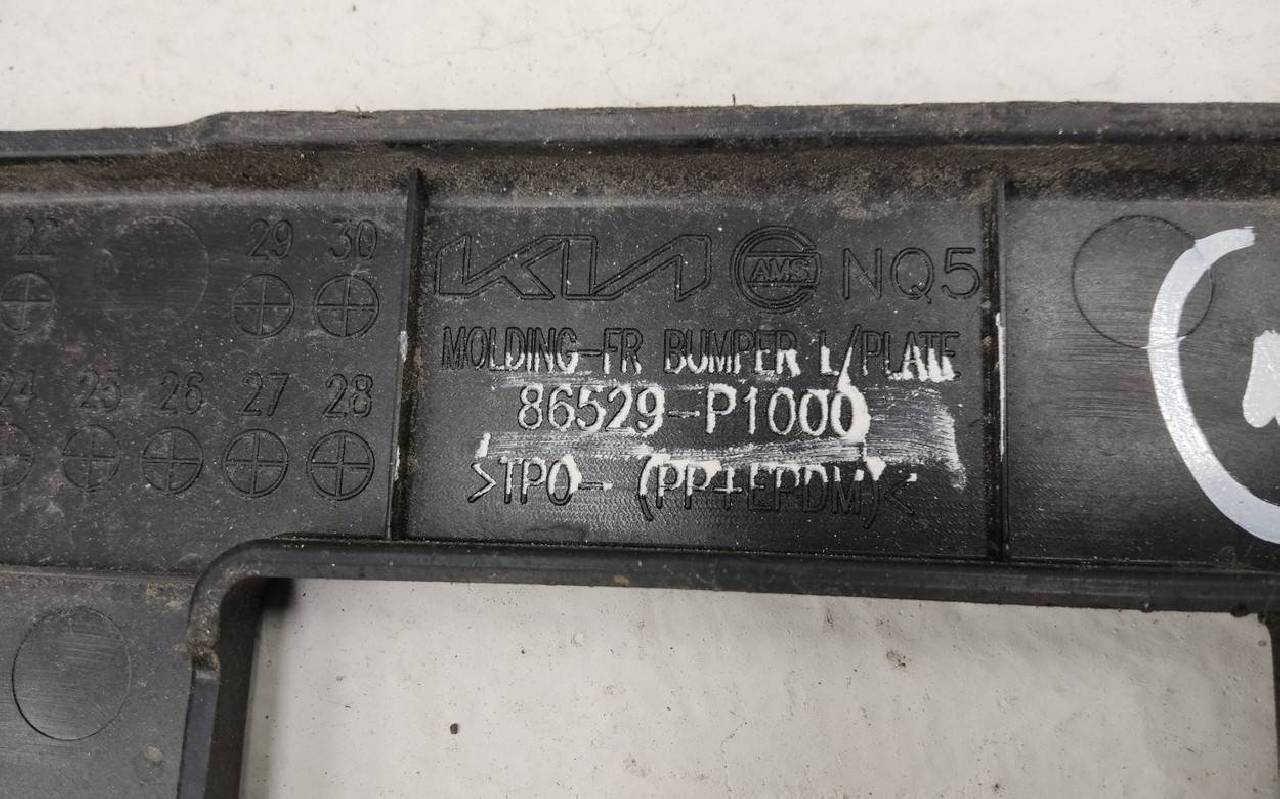 22 29 30
KIA AMS NQ5
MOLDING-FR BUMPER L/PLATE
24 25 26 27 28
86529-P1000
>TPO- (PP+EPDM)<